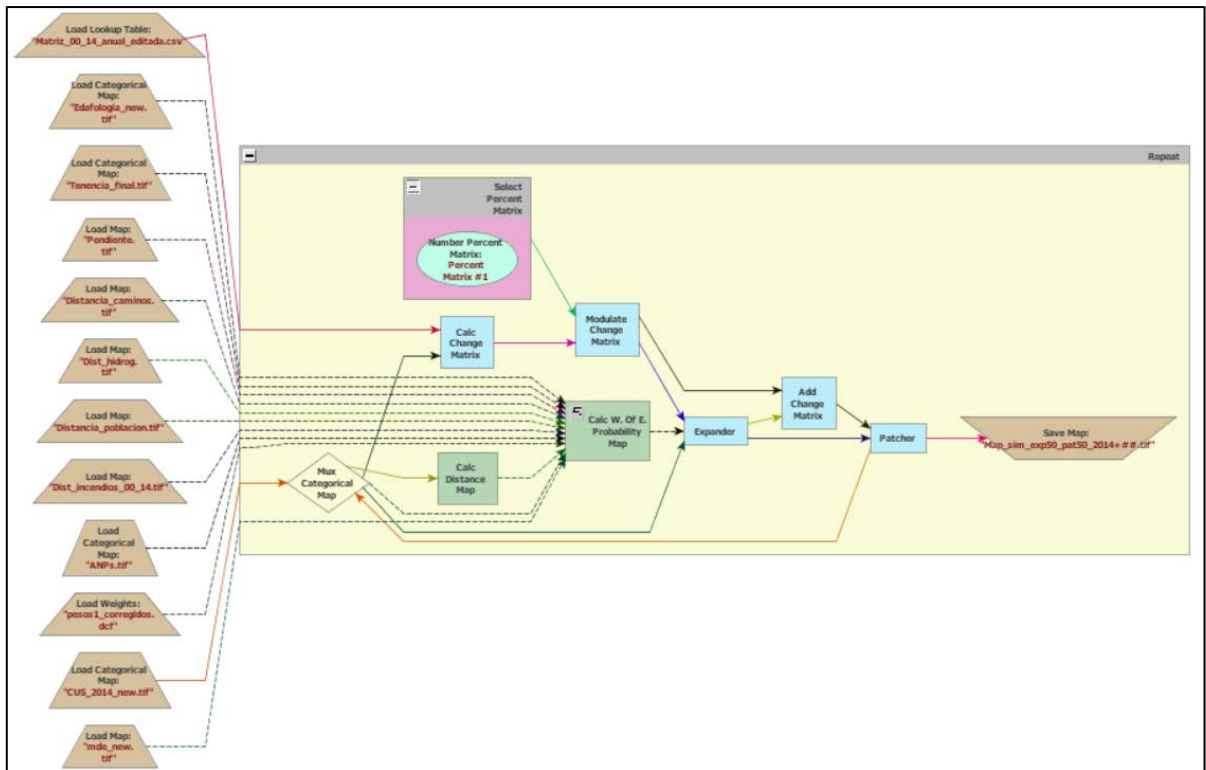 Load Lookup Table:
"Matriz_00_14_anual_editada.csv"
Load Categorical
Map:
"Edafologia_new.
tif"
Load Categorical
Map:
"Tenencia_final.tif"
Load Map:
"Pendiente.
tif"
Load Map:
"Distancia_caminos.
tif"
Load Map:
"Dist_hidrog.
tif"
Load Map:
"Distancia_poblacion.tif"
Load Map:
"Dist_incendios_00_14.tif"
Load
Categorical
Map:
"ANPs.tif"
Load Weights:
"pesos1_corregidos.
dcf"
Load Categorical
Map:
"CUS_2014_new.tif"
Load Map:
"mde_new.
tif"
Repeat
Select
Percent
Matrix
Number Percent
Matrix:
Percent
Matrix #1
Calc
Change
Matrix
Modulate
Change
Matrix
Calc W. Of E.
Probability
Map
Mux
Categorical
Map
Calc
Distance
Map
Expander
Add
Change
Matrix
Patcher
Save Map:
"Map_sim_exp50_pat50_2014+##.tif"